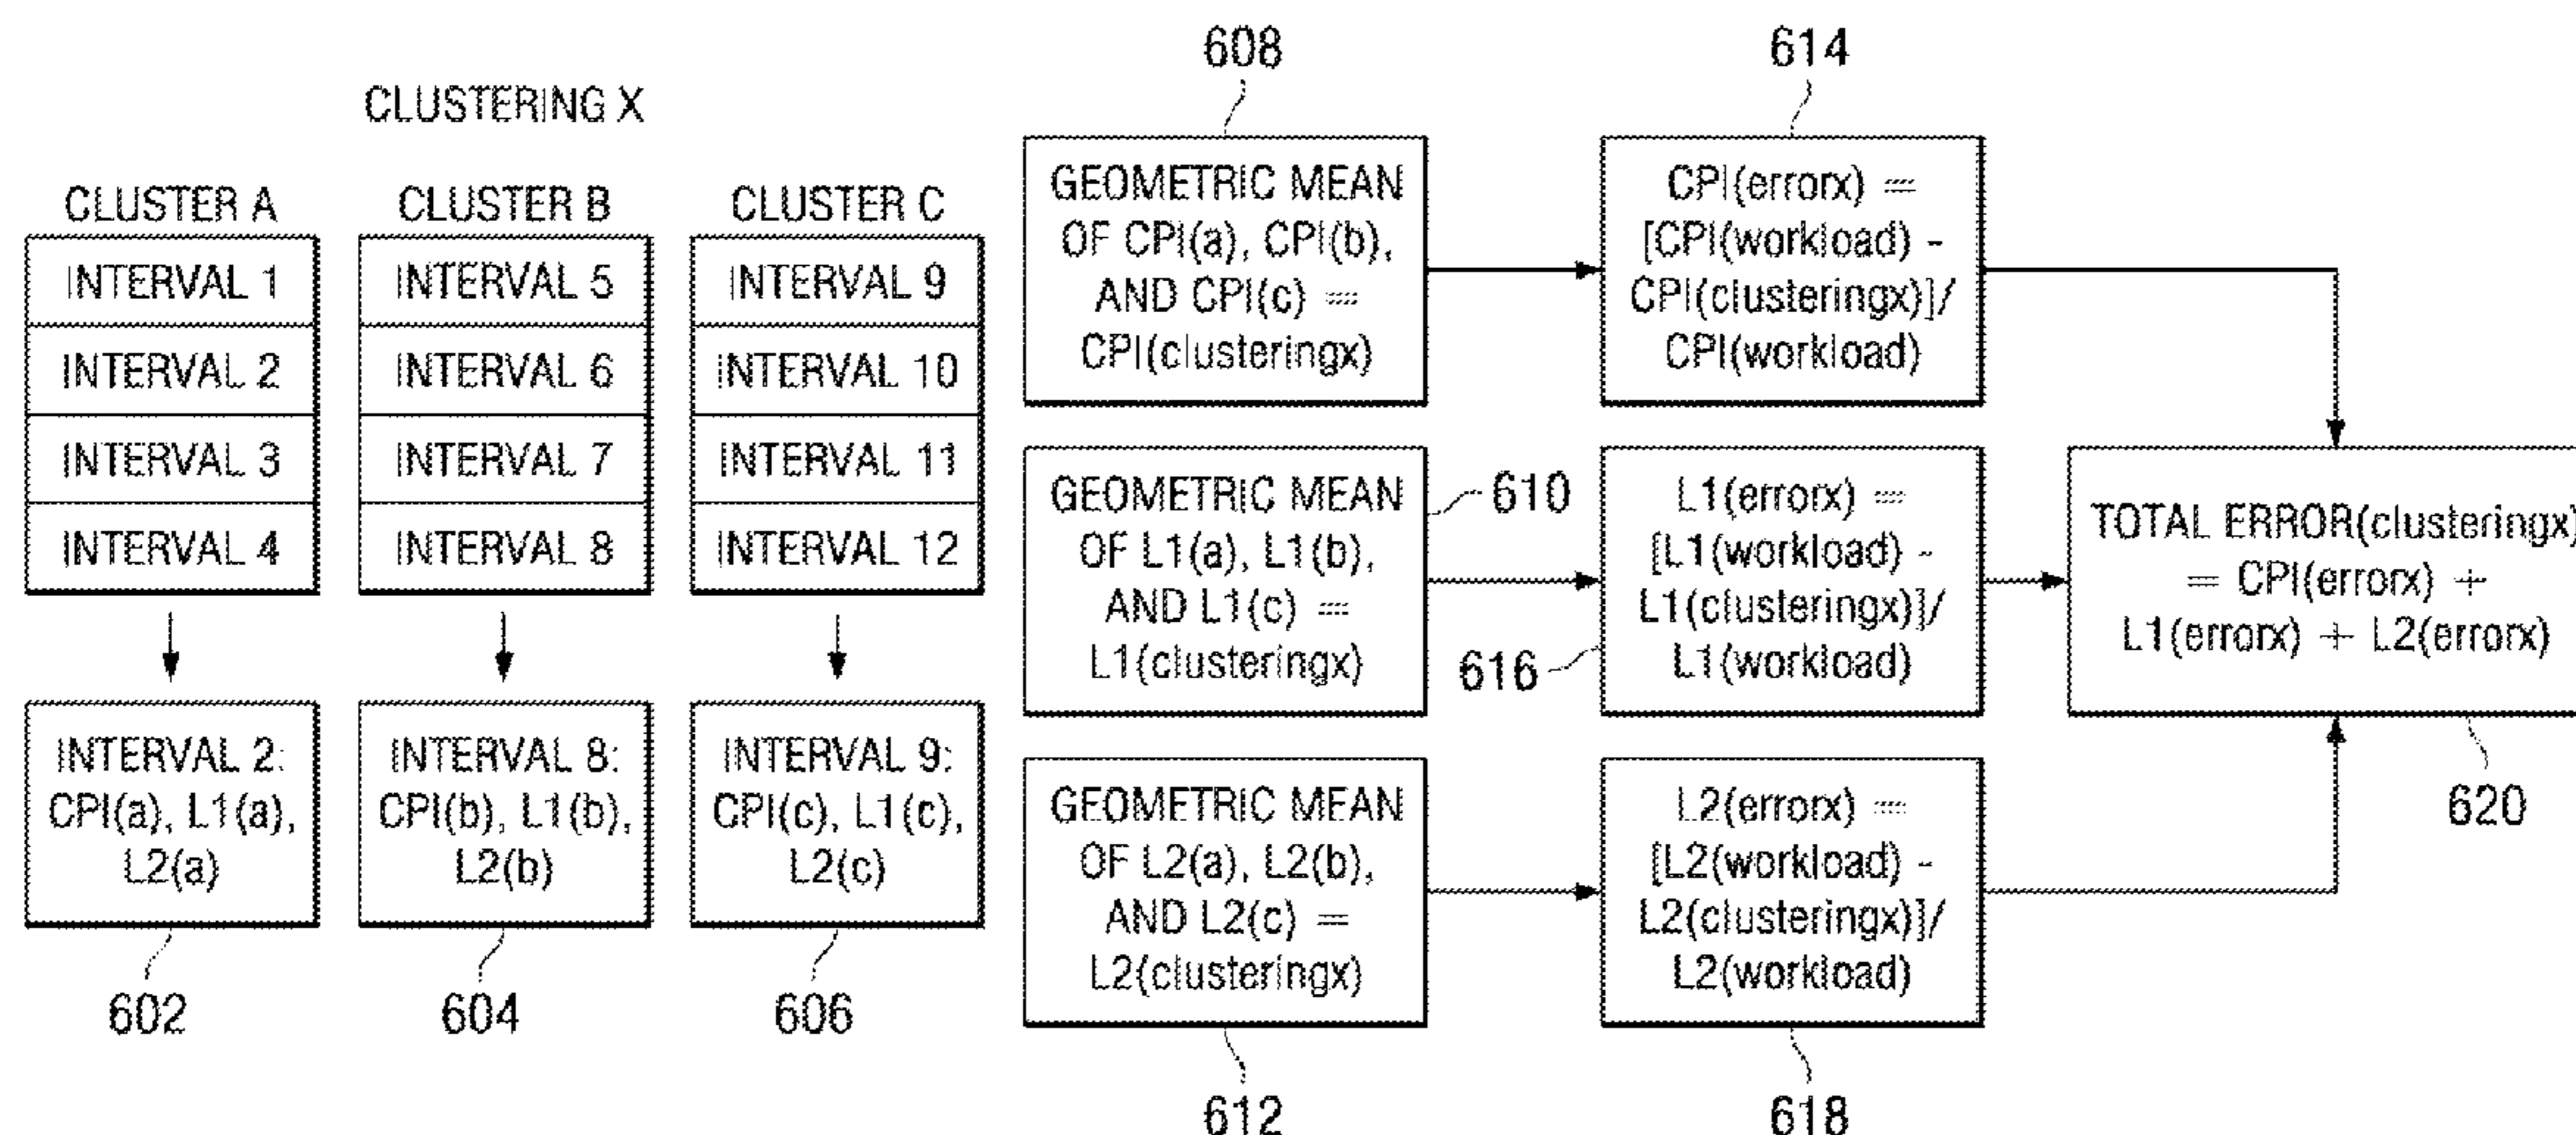 608
614
CLUSTERING X
CLUSTER A
CLUSTER B
CLUSTER C
INTERVAL 1
INTERVAL 2
INTERVAL 3
INTERVAL 4
INTERVAL 5
INTERVAL 6
INTERVAL 7
INTERVAL 8
INTERVAL 9
INTERVAL 10
INTERVAL 11
INTERVAL 12
INTERVAL 2:
CPI(a), L1(a),
L2(a)
INTERVAL 8:
CPI(b), L1(b),
L2(b)
INTERVAL 9:
CPI(c), L1(c),
L2(c)
602
604
606
GEOMETRIC MEAN
OF CPI(a), CPI(b),
AND CPI(c) =
CPI(clusteringx)
CPI(errorx) =
[CPI(workload) -
CPI(clusteringx)]/
CPI(workload)
GEOMETRIC MEAN
OF L1(a), L1(b),
AND L1(c) =
L1(clusteringx)
610
616
L1(errorx) =
[L1(workload) -
L1(clusteringx)]/
L1(workload)
TOTAL ERROR(clusteringx)
= CPI(errorx) +
L1(errorx) + L2(errorx)
620
GEOMETRIC MEAN
OF L2(a), L2(b),
AND L2(c) =
L2(clusteringx)
L2(errorx) =
[L2(workload) -
L2(clusteringx)]/
L2(workload)
612
618